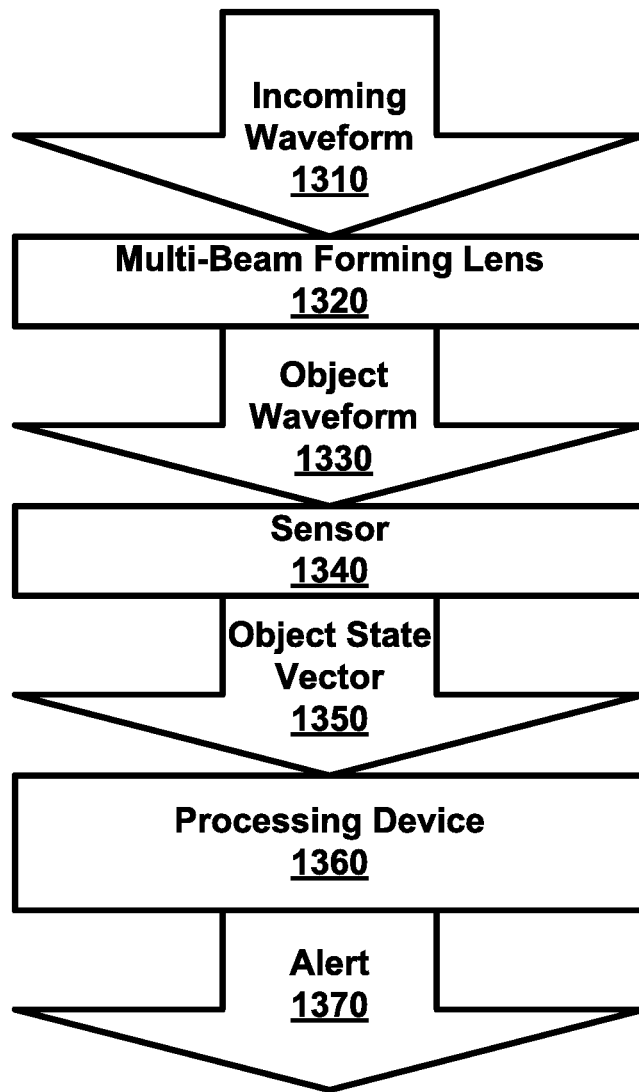 Incoming
Waveform
1310
Multi-Beam Forming Lens
1320
Object
Waveform
1330
Sensor
1340
Object State
Vector
1350
Processing Device
1360
Alert
1370